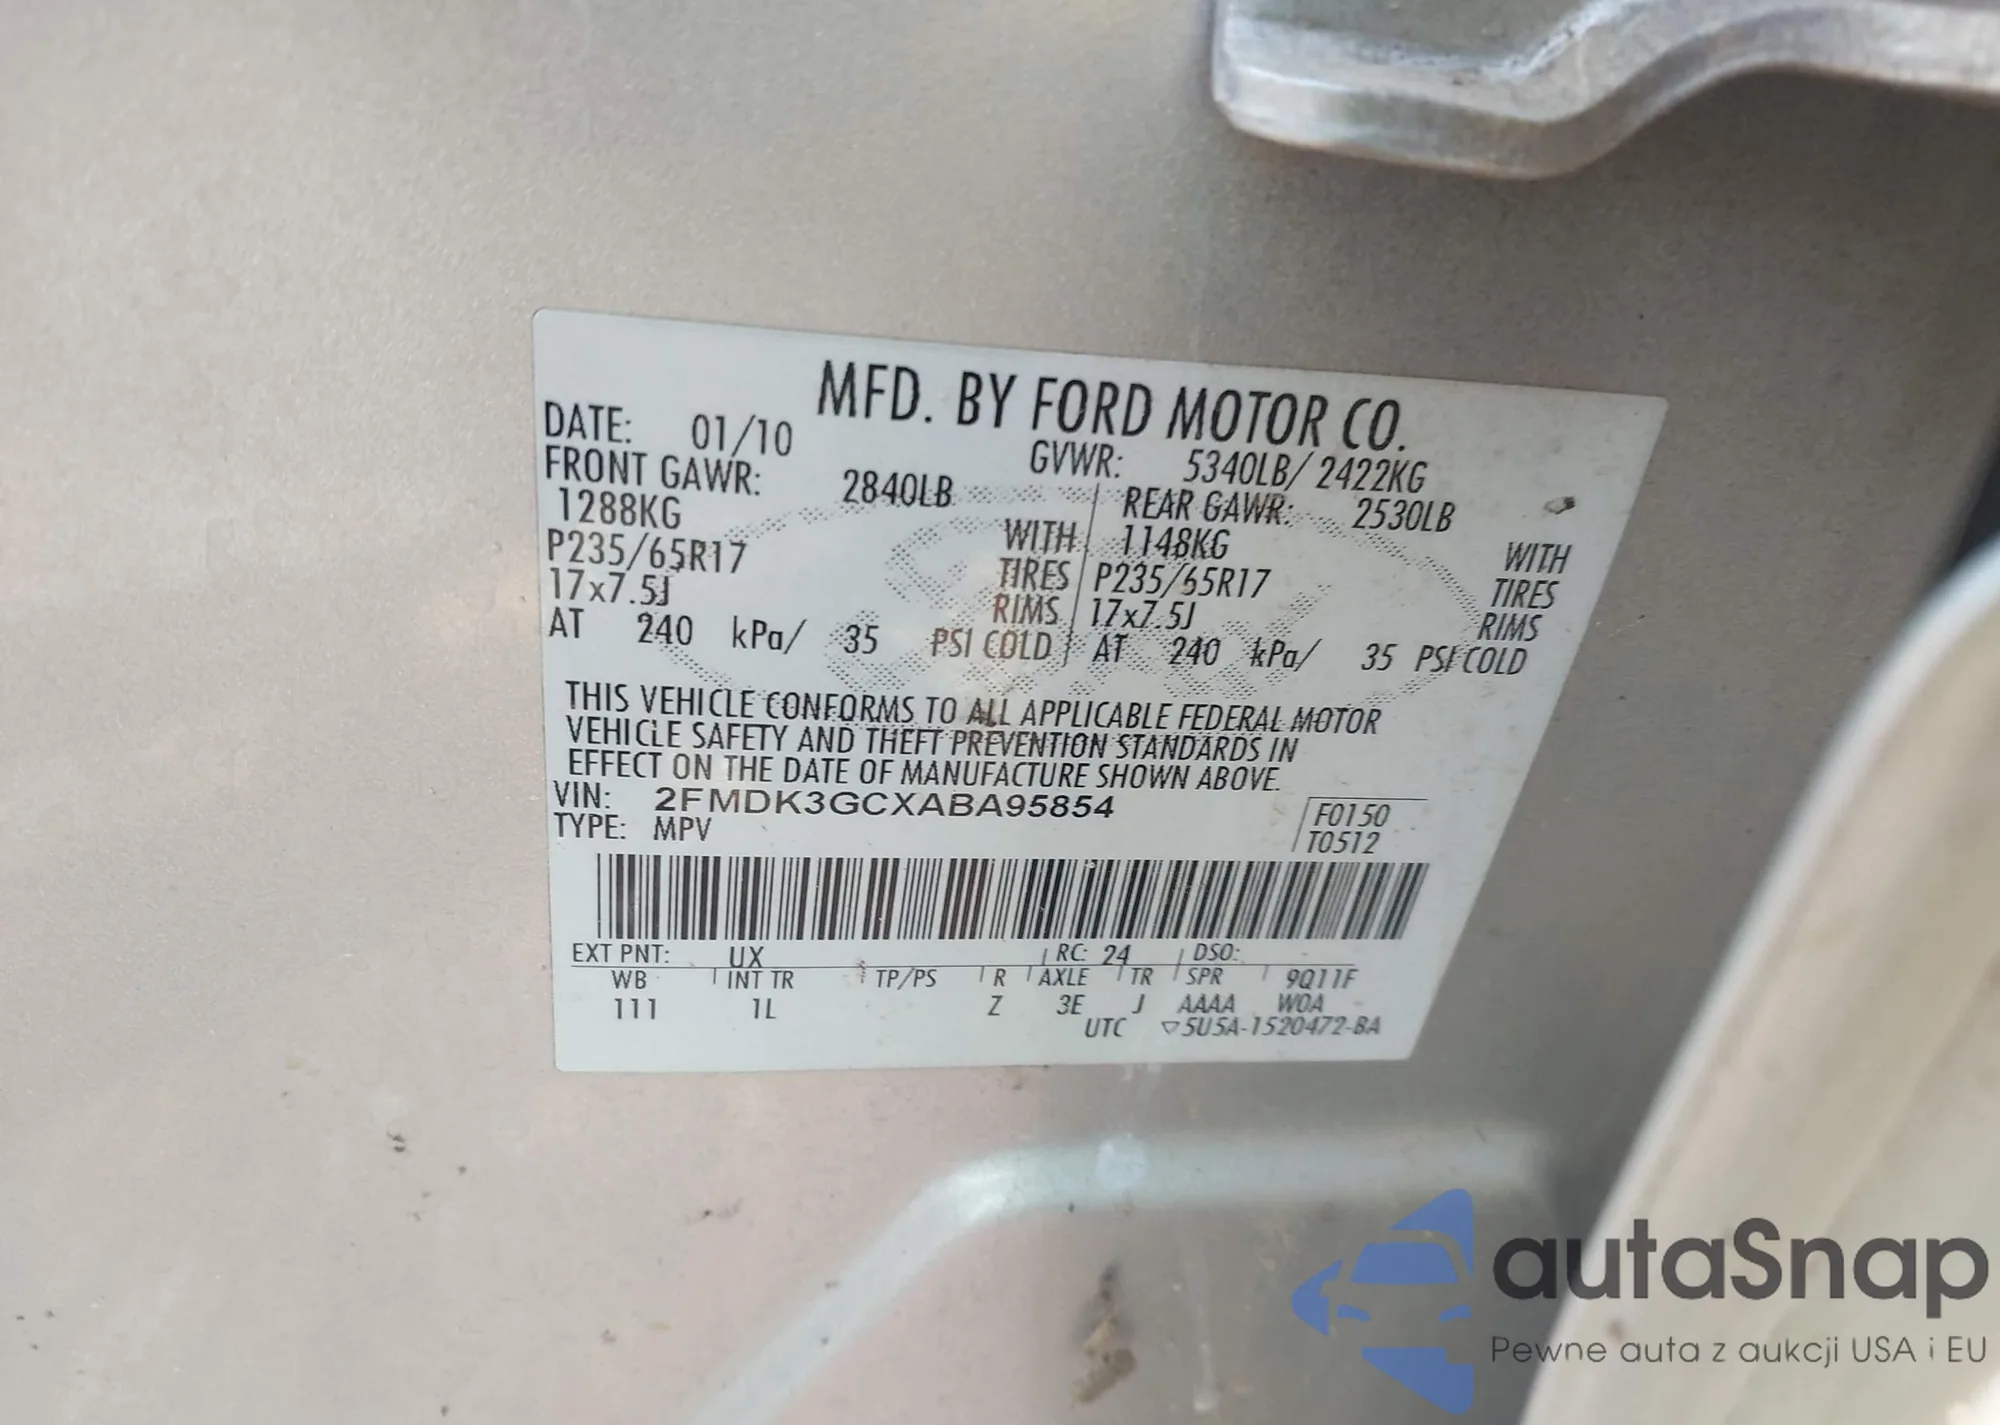 MFD. BY FORD MOTOR CO.
DATE: 01/10 GVWR: 5340LB/ 2422KG
FRONT GAWR: 2840LB REAR GAWR: 2530LB
1288KG WITH 1148KG WITH
P235/65R17 TIRES P235/65R17 TIRES
17x7.5J RIMS 17x7.5J RIMS
AT 240 kPa/ 35 PSI COLD AT 240 kPa/ 35 PSI COLD
THIS VEHICLE CONFORMS TO ALL APPLICABLE FEDERAL MOTOR
VEHICLE SAFETY AND THEFT PREVENTION STANDARDS IN
EFFECT ON THE DATE OF MANUFACTURE SHOWN ABOVE.
VIN: 2FMDK3GCXABA95854 F0150
TYPE: MPV T0512
EXT PNT: UX RC: 24 DSO:
WB INT TR TP/PS R AXLE TR SPR 9Q11F
111 1L Z 3E J AAAA W0A
UTC ▽5U5A-1520472-BA
autaSnap
Pewne auta z aukcji USA i EU